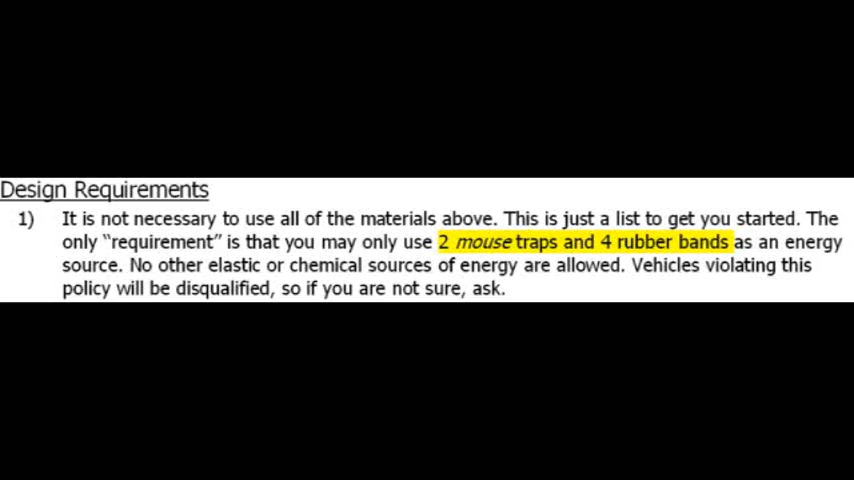 Design Requirements
1) It is not necessary to use all of the materials above. This is just a list to get you started. The
only “requirement” is that you may only use 2 mouse traps and 4 rubber bands as an energy
source. No other elastic or chemical sources of energy are allowed. Vehicles violating this
policy will be disqualified, so if you are not sure, ask.